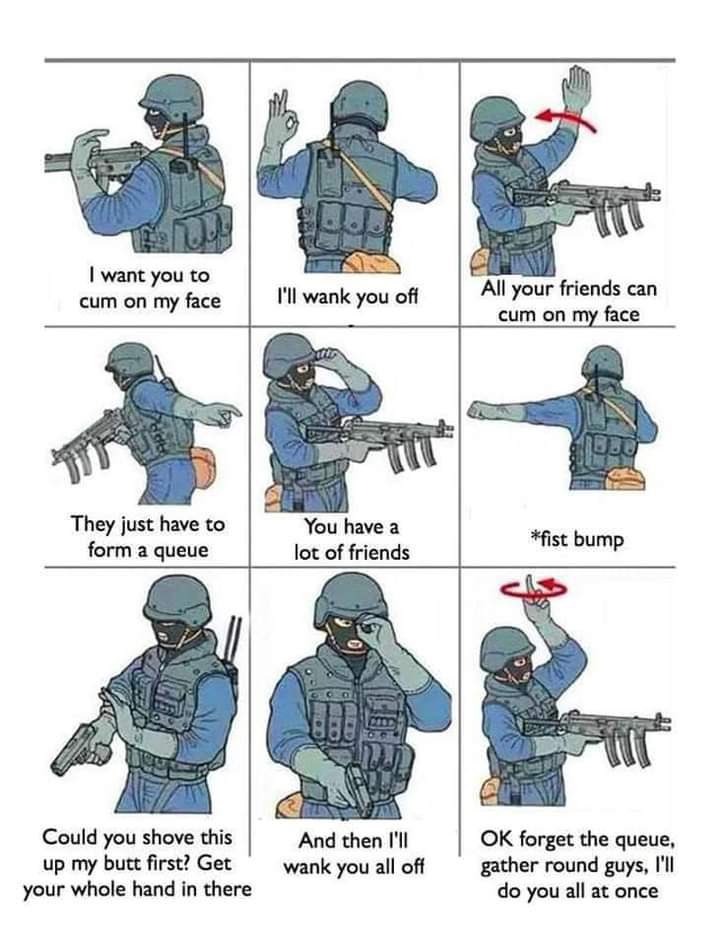 I want you to
cum on my face
I'll wank you off
All your friends can
cum on my face
They just have to
form a queue
You have a
lot of friends
*fist bump
Could you shove this
up my butt first? Get
your whole hand in there
And then I'll
wank you all off
OK forget the queue,
gather round guys, I'll
do you all at once